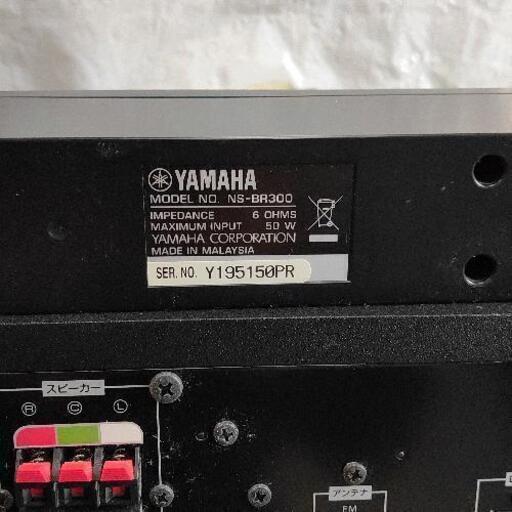 YAMAHA
MODEL NO. NS-BR300
IMPEDANCE 6 OHMS
MAXIMUM INPUT 50 W
YAMAHA CORPORATION
MADE IN MALAYSIA
SER. NO. Y195150PR
スピーカー
R C L
アンテナ
FM